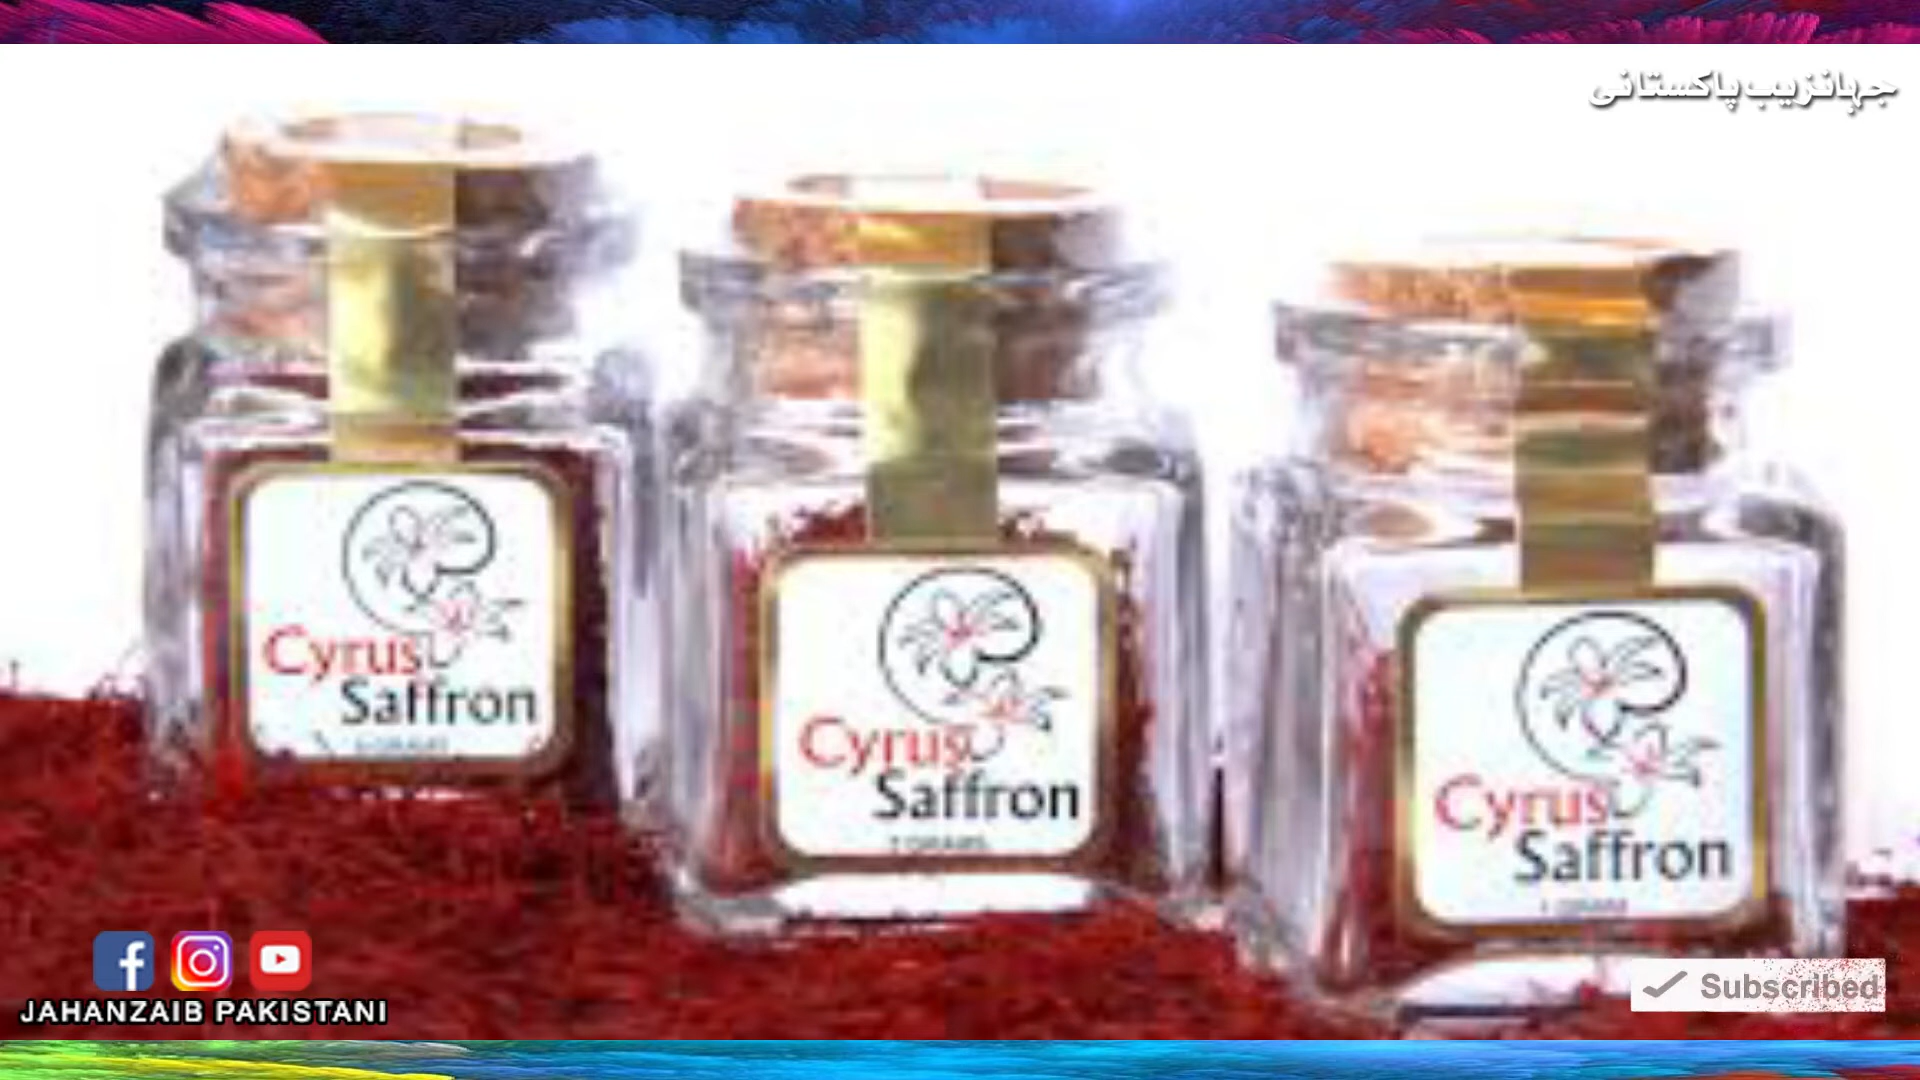 جہانزیب پاکستانی
Cyrus
Saffron
Cyrus
Saffron
Cyrus
Saffron
JAHANZAIB PAKISTANI
Subscribed